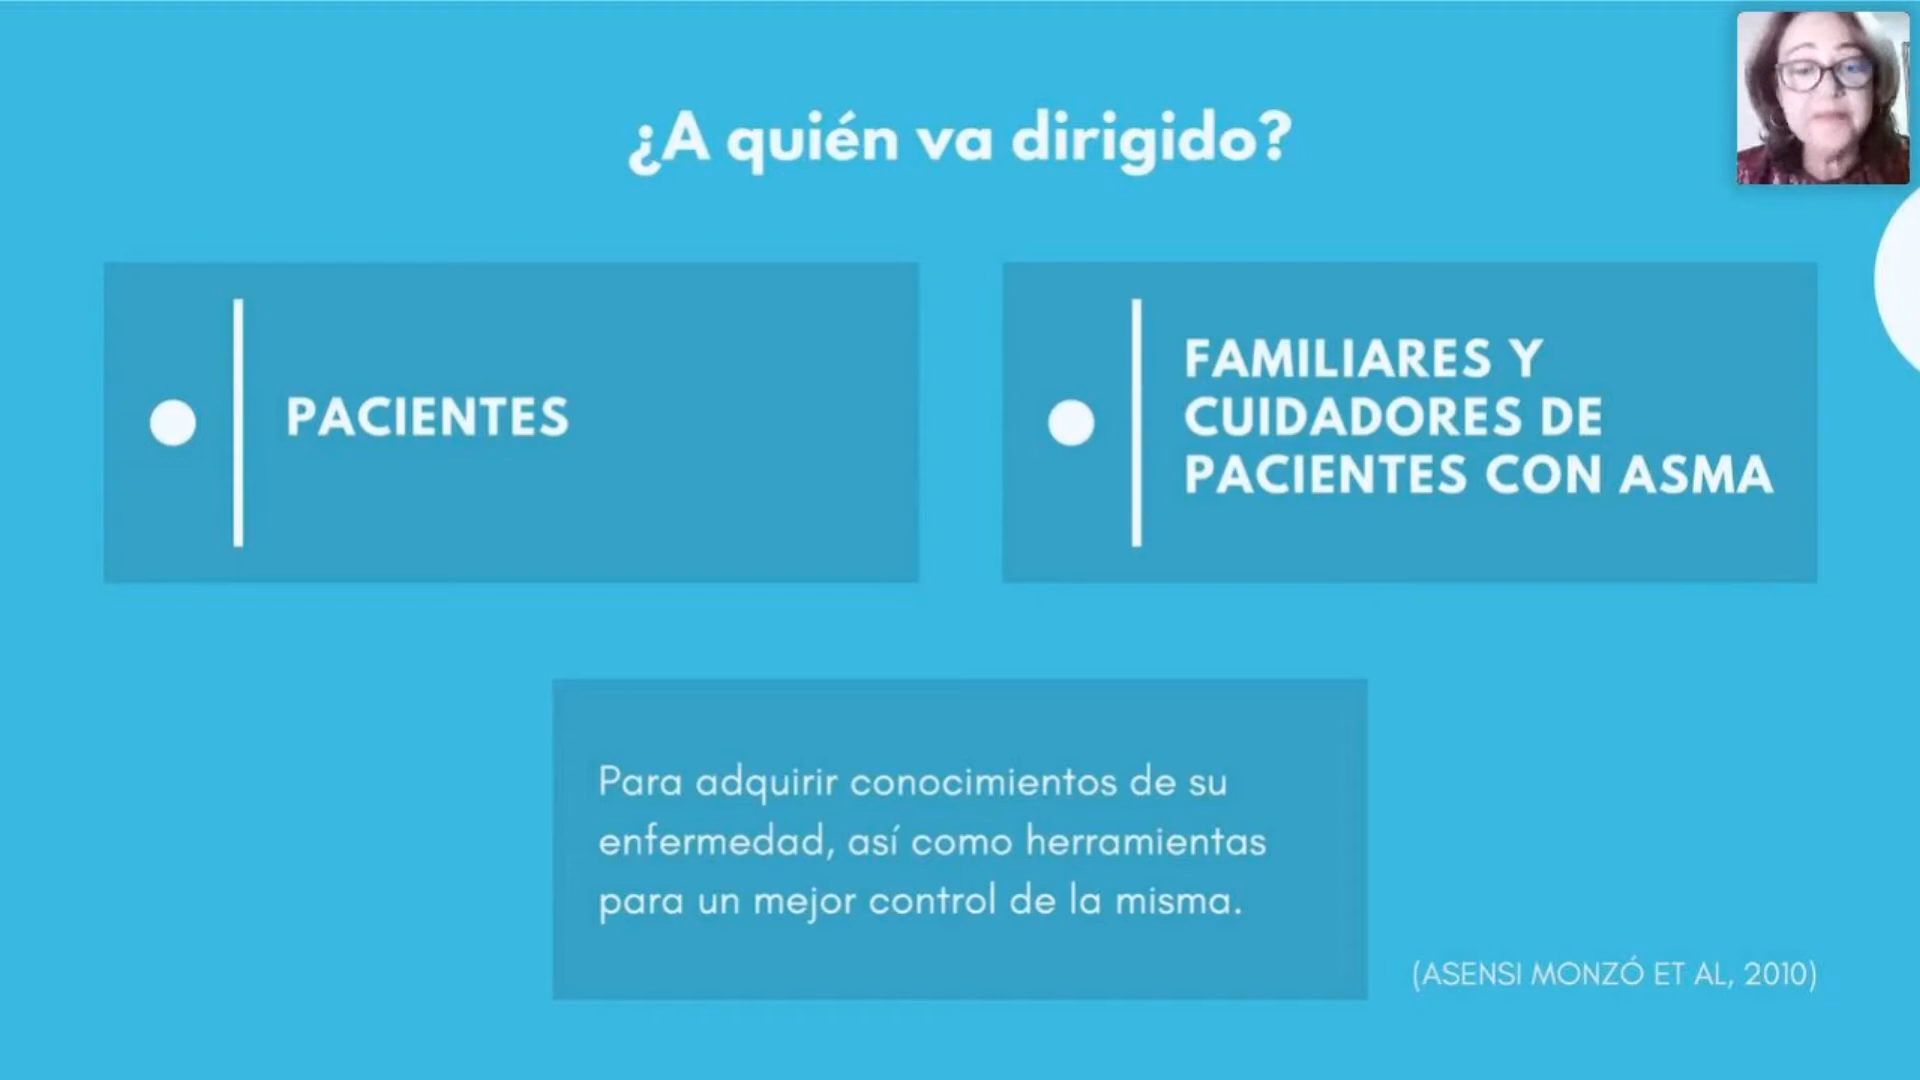 ¿A quién va dirigido?
PACIENTES
FAMILIARES Y
CUIDADORES DE
PACIENTES CON ASMA
Para adquirir conocimientos de su
enfermedad, así como herramientas
para un mejor control de la misma.
(ASENSI MONZÓ ET AL, 2010)